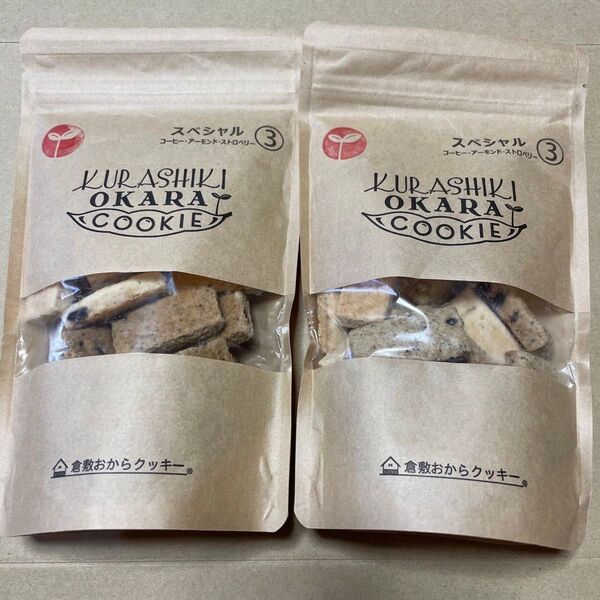 スペシャル
コーヒー・アーモンド・ストロベリー
③
KURASHIKI
OKARA
COOKIE
倉敷おからクッキー®
スペシャル
コーヒー・アーモンド・ストロベリー
③
KURASHIKI
OKARA
COOKIE
倉敷おからクッキー®